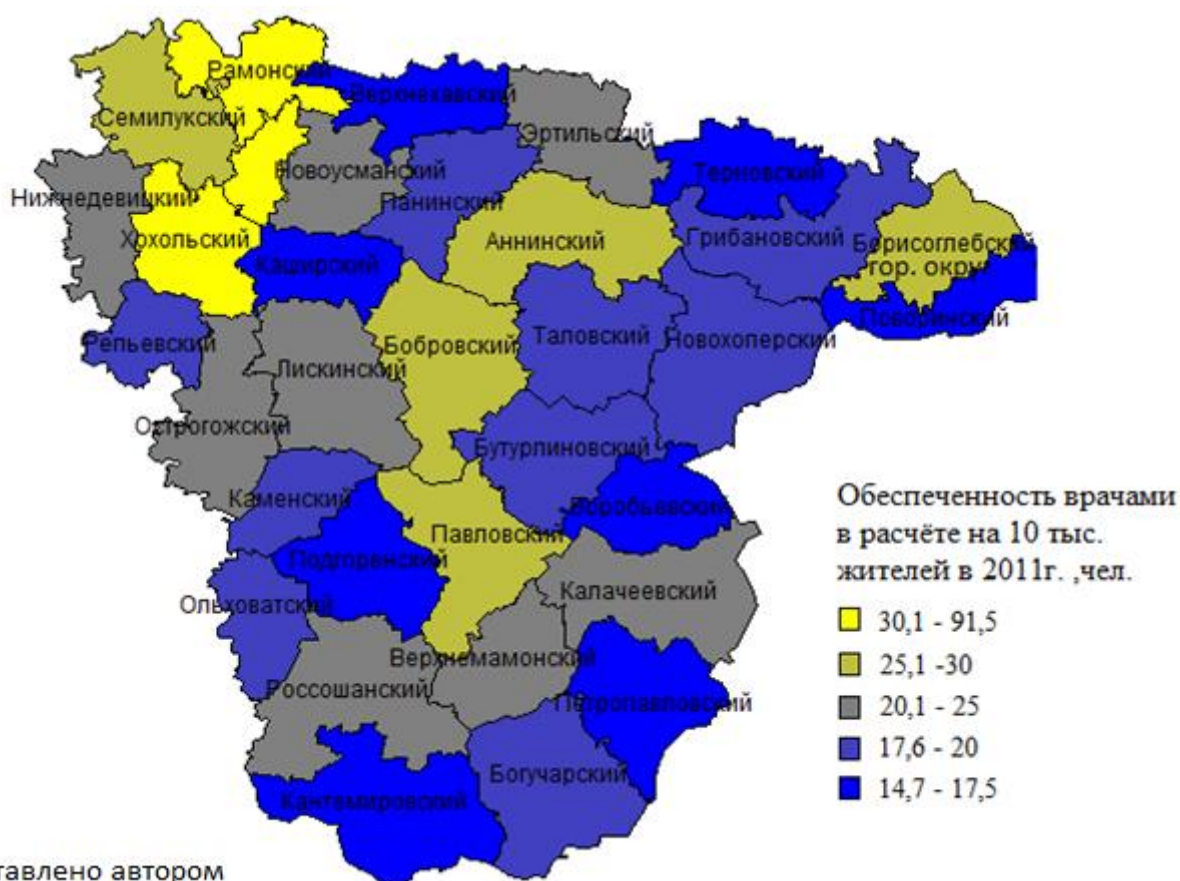 Рамонский
Верхнехавский
Семилукский
Эртильский
Новоусманский
Терновский
Нижнедевицкий
Панинский
Хохольский
Аннинский
Грибановский
Борисоглебский
гор. округ
Каширский
Поворинский
Репьевский
Бобровский
Таловский
Новохоперский
Лискинский
Острогожский
Бутурлиновский
Каменский
Воробьевский
Павловский
Подгоренский
Калачеевский
Ольховатский
Верхнемамонский
Россошанский
Петропавловский
Богучарский
Кантемировский
Обеспеченность врачами
в расчёте на 10 тыс.
жителей в 2011г. ,чел.
30,1 - 91,5
25,1 -30
20,1 - 25
17,6 - 20
14,7 - 17,5
тавлено автором